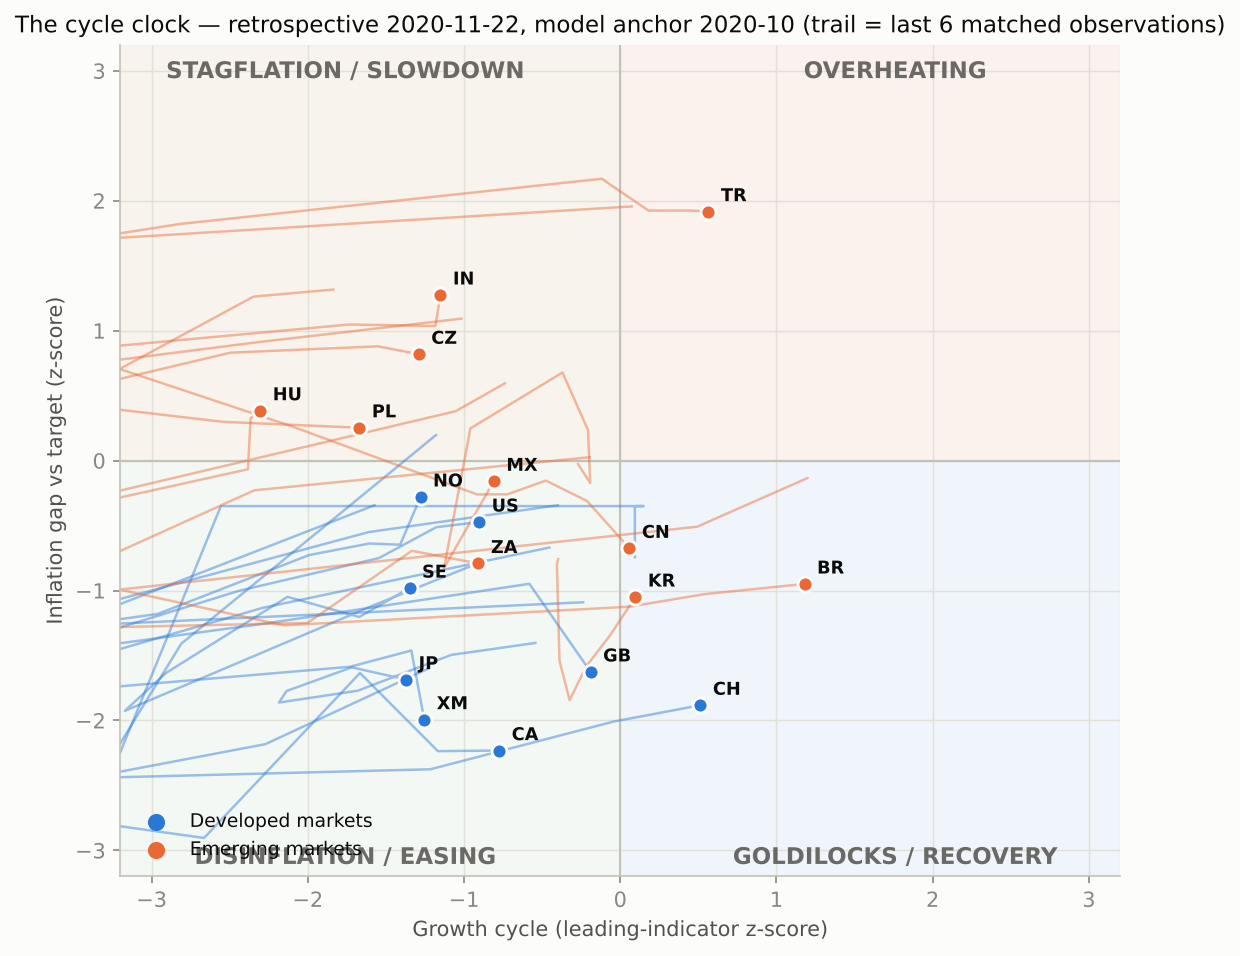 The cycle clock — retrospective 2020-11-22, model anchor 2020-10 (trail = last 6 matched observations)
STAGFLATION / SLOWDOWN
OVERHEATING
3
2
1
0
−1
−2
−3
Inflation gap vs target (z-score)
TR
IN
CZ
HU
PL
MX
NO
US
CN
ZA
SE
KR
BR
GB
JP
CH
XM
CA
Developed markets
Emerging markets
DISINFLATION / EASING
GOLDILOCKS / RECOVERY
−3
−2
−1
0
1
2
3
Growth cycle (leading-indicator z-score)